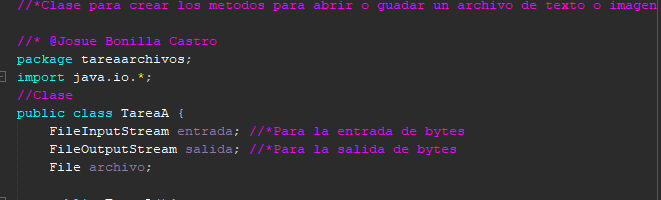 //*Clase para crear los metodos para abrir o guadar un archivo de texto o imagen
//* @Josue Bonilla Castro
package tareaarchivos;
import java.io.*;
//Clase
public class TareaA {
FileInputStream entrada; //*Para la entrada de bytes
FileOutputStream salida; //*Para la salida de bytes
File archivo;